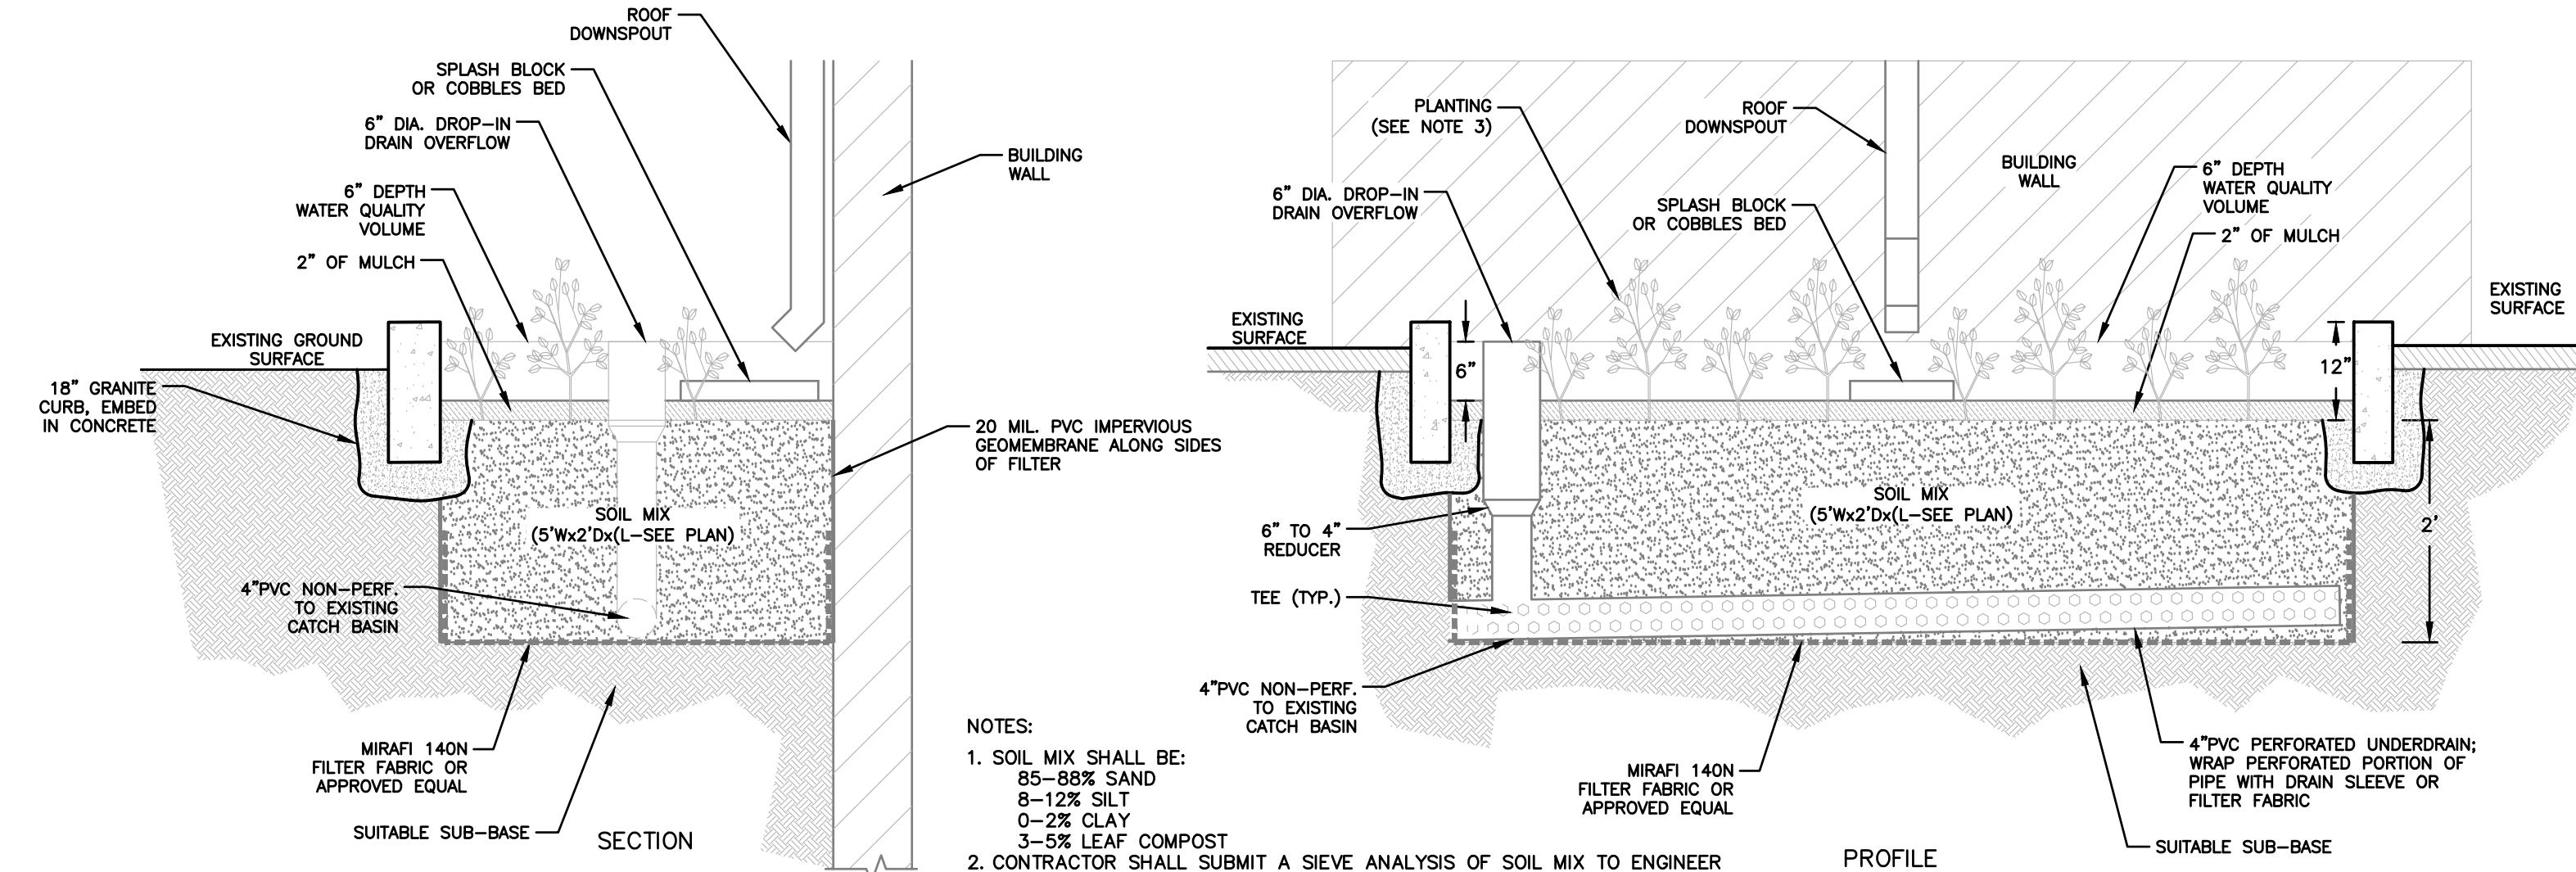 ROOF
DOWNSPOUT
SPLASH BLOCK
OR COBBLES BED
6" DIA. DROP-IN
DRAIN OVERFLOW
6" DEPTH
WATER QUALITY
VOLUME
2" OF MULCH
EXISTING GROUND
SURFACE
18" GRANITE
CURB, EMBED
IN CONCRETE
BUILDING
WALL
20 MIL. PVC IMPERVIOUS
GEOMEMBRANE ALONG SIDES
OF FILTER
SOIL MIX
(5'Wx2'Dx(L-SEE PLAN)
4"PVC NON-PERF.
TO EXISTING
CATCH BASIN
MIRAFI 140N
FILTER FABRIC OR
APPROVED EQUAL
SUITABLE SUB-BASE
SECTION
NOTES:
1. SOIL MIX SHALL BE:
85-88% SAND
8-12% SILT
0-2% CLAY
3-5% LEAF COMPOST
2. CONTRACTOR SHALL SUBMIT A SIEVE ANALYSIS OF SOIL MIX TO ENGINEER
PLANTING
(SEE NOTE 3)
ROOF
DOWNSPOUT
BUILDING
WALL
6" DEPTH
WATER QUALITY
VOLUME
6" DIA. DROP-IN
DRAIN OVERFLOW
SPLASH BLOCK
OR COBBLES BED
2" OF MULCH
EXISTING
SURFACE
EXISTING
SURFACE
6"
12"
SOIL MIX
(5'Wx2'Dx(L-SEE PLAN)
2'
6" TO 4"
REDUCER
TEE (TYP.)
4"PVC NON-PERF.
TO EXISTING
CATCH BASIN
MIRAFI 140N
FILTER FABRIC OR
APPROVED EQUAL
4"PVC PERFORATED UNDERDRAIN;
WRAP PERFORATED PORTION OF
PIPE WITH DRAIN SLEEVE OR
FILTER FABRIC
SUITABLE SUB-BASE
PROFILE